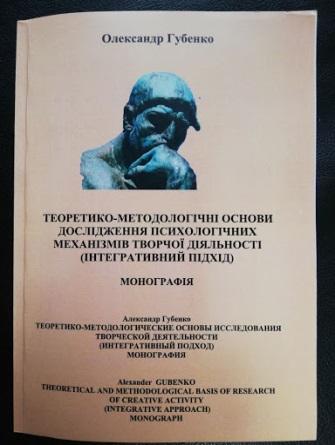 Олександр Губенко
ТЕОРЕТИКО-МЕТОДОЛОГІЧНІ ОСНОВИ
ДОСЛІДЖЕННЯ ПСИХОЛОГІЧНИХ
МЕХАНІЗМІВ ТВОРЧОЇ ДІЯЛЬНОСТІ
(ІНТЕГРАТИВНИЙ ПІДХІД)
МОНОГРАФІЯ
Александр Губенко
ТЕОРЕТИКО-МЕТОДОЛОГИЧЕСКИЕ ОСНОВЫ ИССЛЕДОВАНИЯ
ТВОРЧЕСКОЙ ДЕЯТЕЛЬНОСТИ
(ИНТЕГРАТИВНЫЙ ПОДХОД)
МОНОГРАФИЯ
Alexander GUBENKO
THEORETICAL AND METHODOLOGICAL BASIS OF RESEARCH
OF CREATIVE ACTIVITY
(INTEGRATIVE APPROACH)
MONOGRAPH